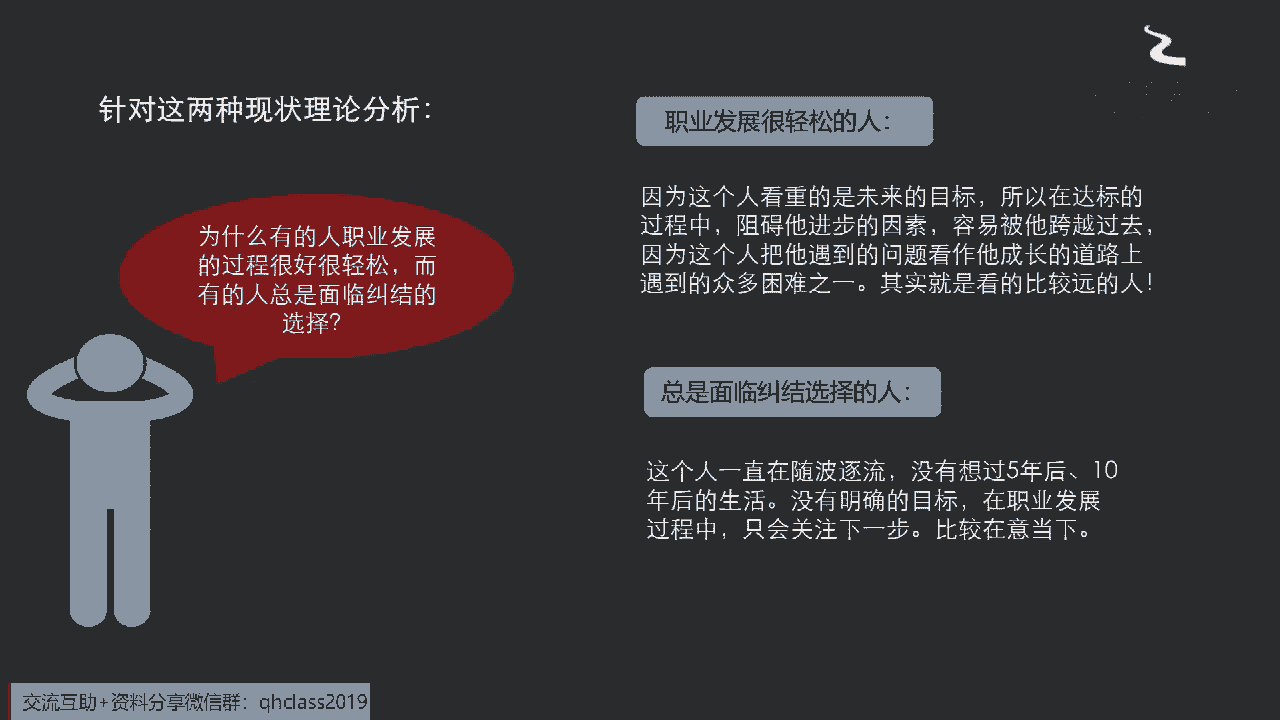 针对这两种现状理论分析：
为什么有的人职业发展
的过程很好很轻松，而
有的人总是面临纠结的
选择？
职业发展很轻松的人：
因为这个人看重的是未来的目标，所以在达标的
过程中，阻碍他进步的因素，容易被他跨越过去，
因为这个人把他遇到的问题看作他成长的道路上
遇到的众多困难之一。其实就是看的比较远的人！
总是面临纠结选择的人：
这个人一直在随波逐流，没有想过5年后、10
年后的生活。没有明确的目标，在职业发展
过程中，只会关注下一步。比较在意当下。
交流互助+资料分享微信群：qhclass2019